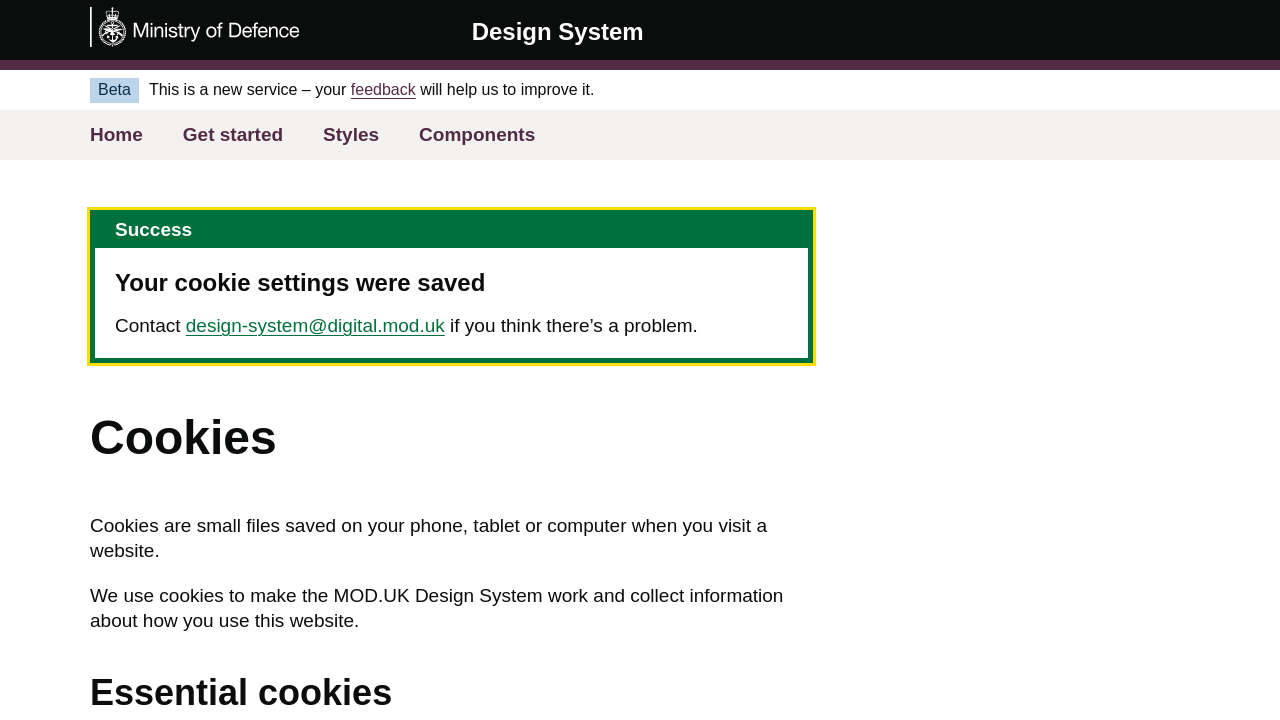 Ministry of Defence
Design System
Beta
This is a new service – your feedback will help us to improve it.
Home
Get started
Styles
Components
Success
Your cookie settings were saved
Contact design-system@digital.mod.uk if you think there’s a problem.
Cookies
Cookies are small files saved on your phone, tablet or computer when you visit a
website.
We use cookies to make the MOD.UK Design System work and collect information
about how you use this website.
Essential cookies